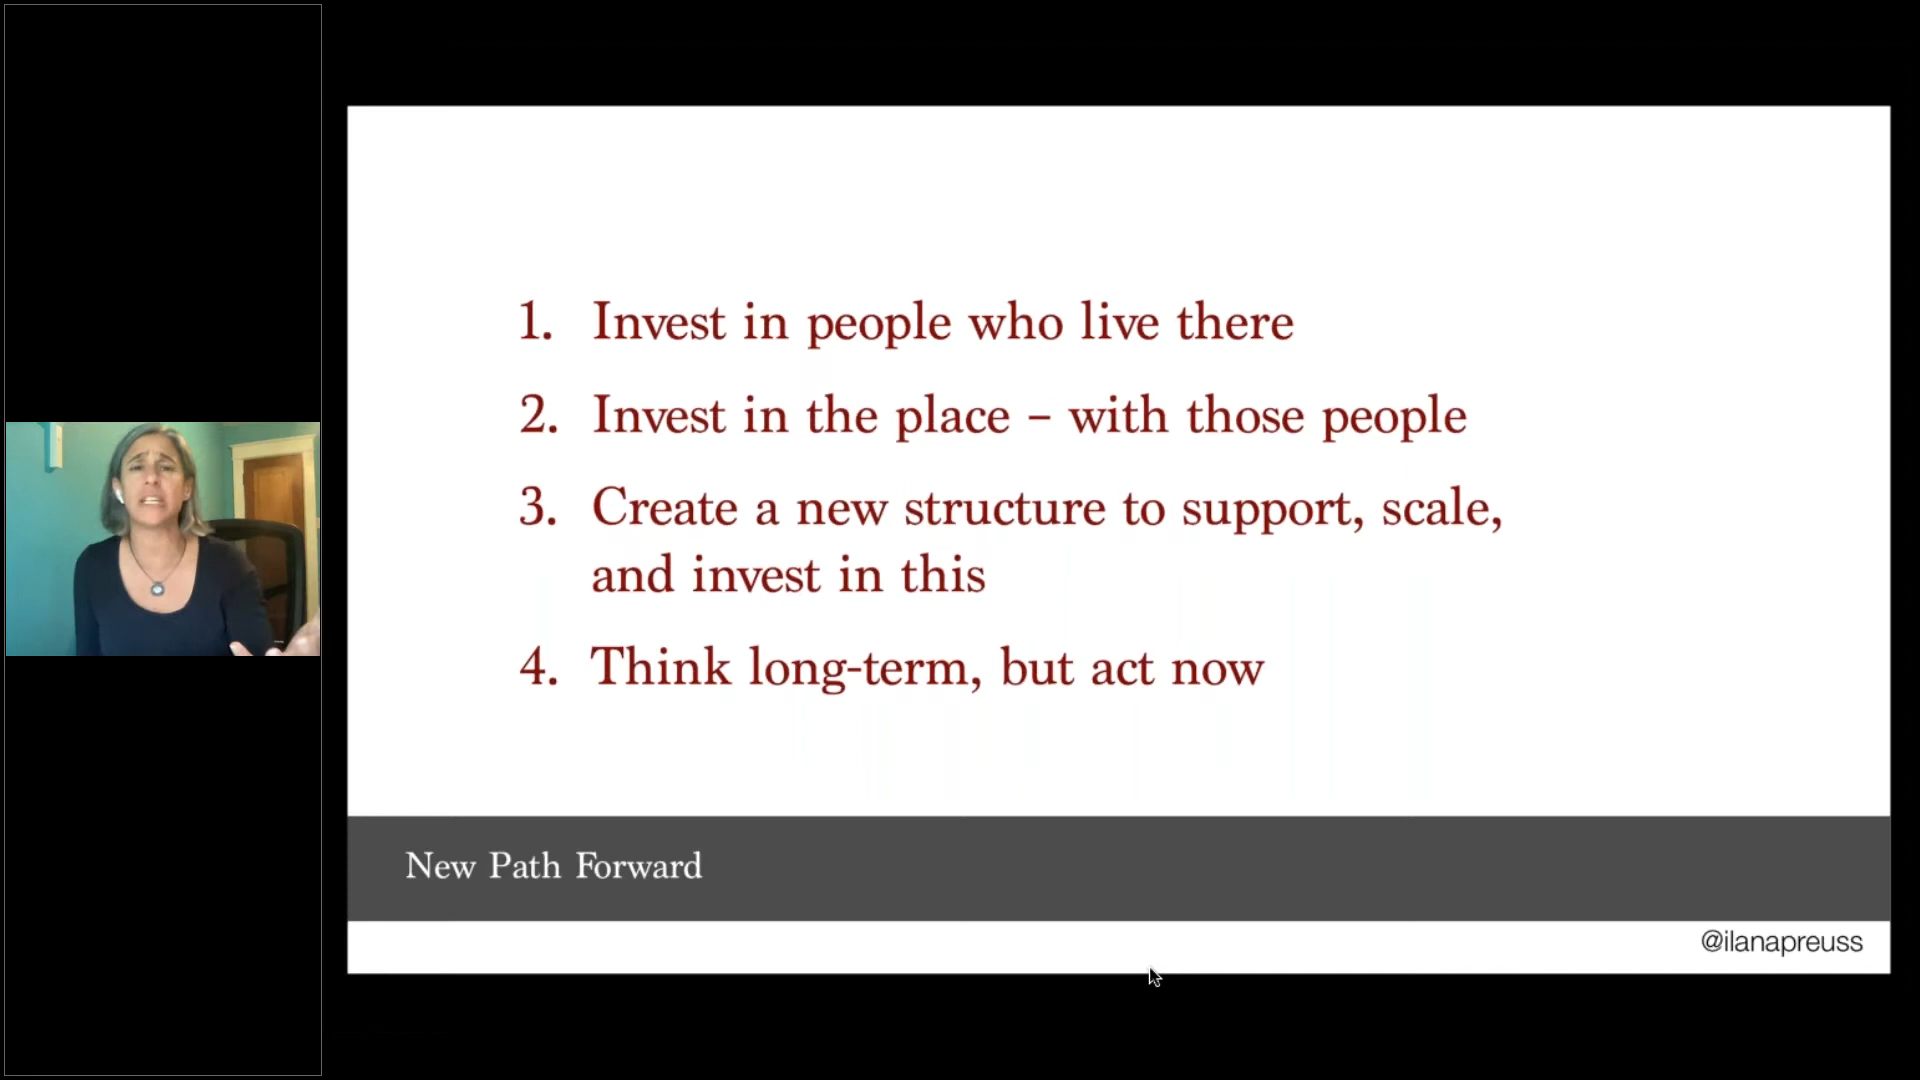 1. Invest in people who live there
2. Invest in the place – with those people
3. Create a new structure to support, scale,
and invest in this
4. Think long-term, but act now
New Path Forward
@ilanapreuss